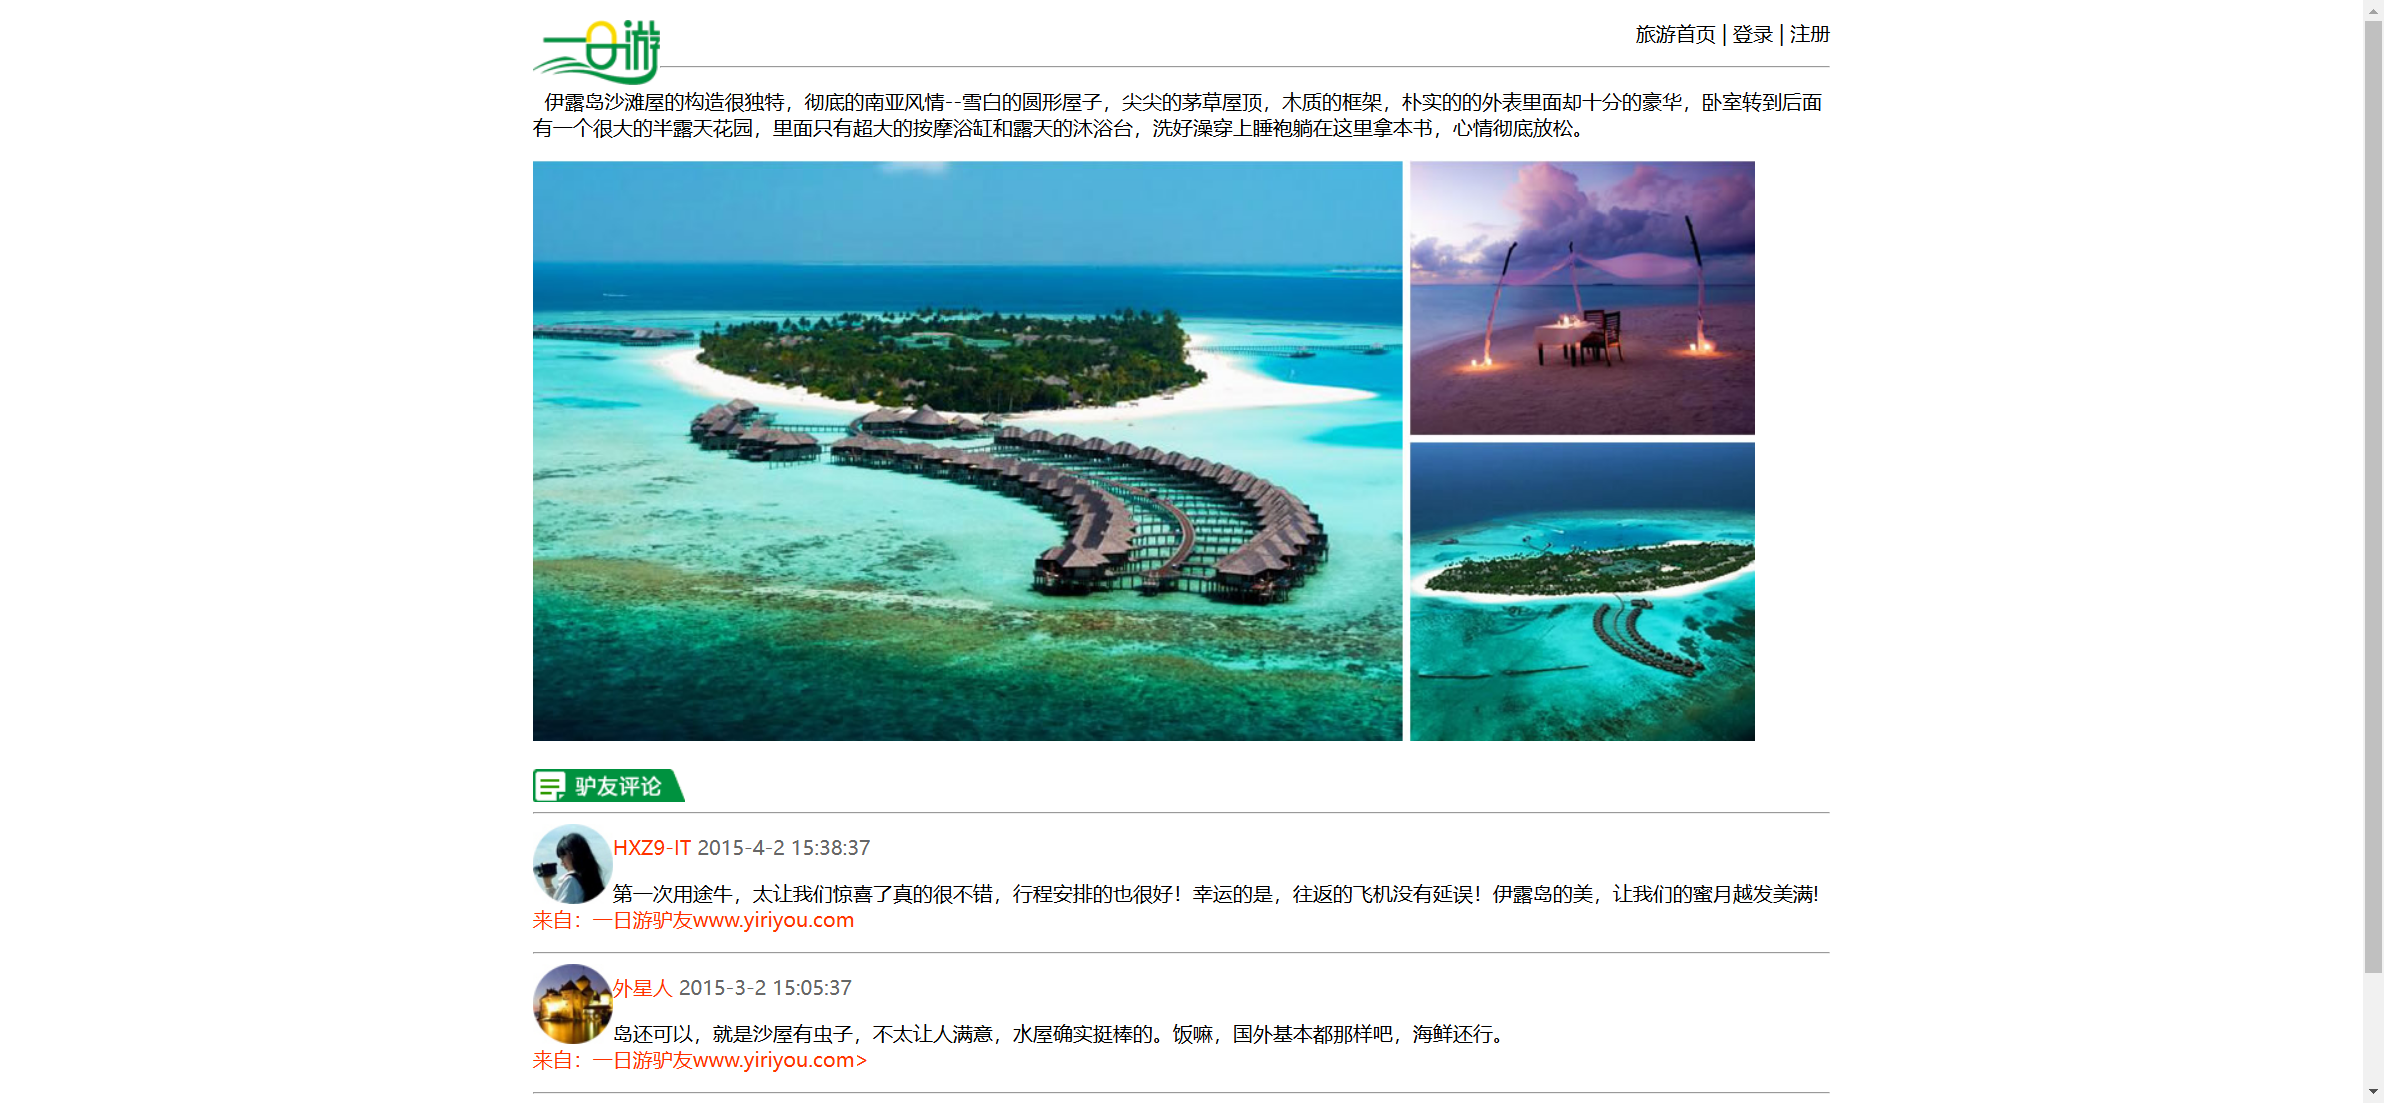 一日游
旅游首页 | 登录 | 注册
伊露岛沙滩屋的构造很独特，彻底的南亚风情--雪白的圆形屋子，尖尖的茅草屋顶，木质的框架，朴实的的外表里面却十分的豪华，卧室转到后面
有一个很大的半露天花园，里面只有超大的按摩浴缸和露天的沐浴台，洗好澡穿上睡袍躺在这里拿本书，心情彻底放松。
驴友评论
HXZ9-IT 2015-4-2 15:38:37
第一次用途牛，太让我们惊喜了真的很不错，行程安排的也很好！幸运的是，往返的飞机没有延误！伊露岛的美，让我们的蜜月越发美满!
来自：一日游驴友www.yiriyou.com
外星人 2015-3-2 15:05:37
岛还可以，就是沙屋有虫子，不太让人满意，水屋确实挺棒的。饭嘛，国外基本都那样吧，海鲜还行。
来自：一日游驴友www.yiriyou.com>